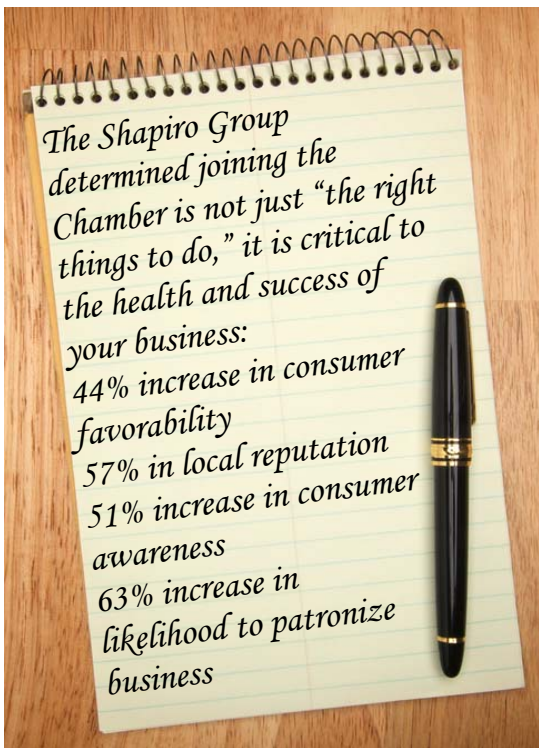 The Shapiro Group
determined joining the
Chamber is not just “the right
things to do,” it is critical to
the health and success of
your business:
44% increase in consumer
favorability
57% in local reputation
51% increase in consumer
awareness
63% increase in
likelihood to patronize
business